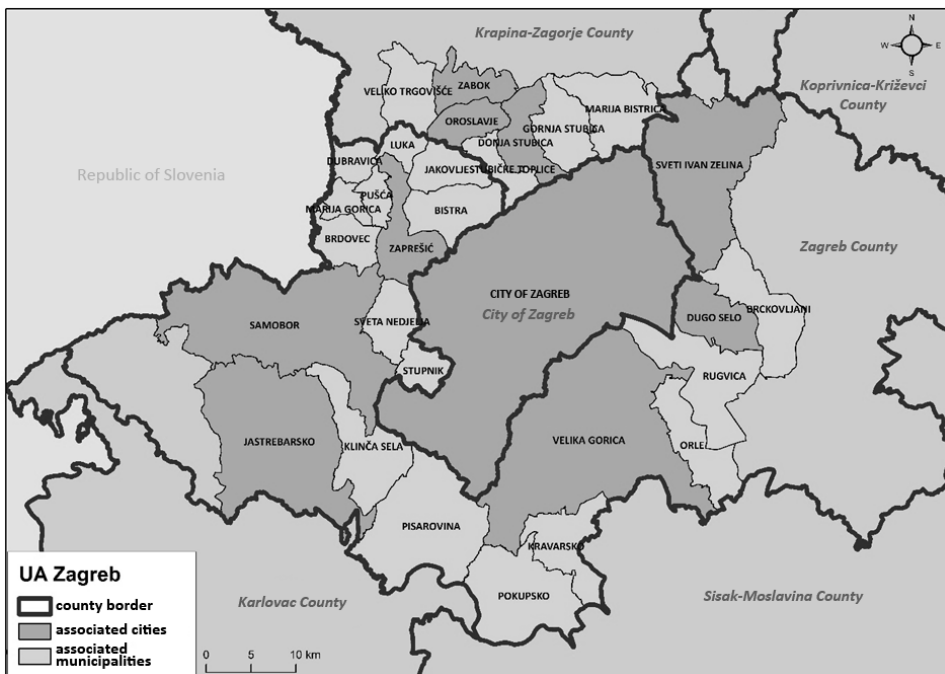 Krapina-Zagorje County
N
W E
S
Koprivnica-Križevci
County
VELIKO TRGOVIŠĆE
ZABOK
MARIJA BISTRICA
OROSLAVJE
GORNJA STUBICA
LUKA
DONJA STUBICA
DUBRAVICA
SVETI IVAN ZELINA
Republic of Slovenia
JAKOVLJE
STUBIČKE TOPLICE
PUŠĆA
MARIJA GORICA
BISTRA
BRDOVEC
ZAPREŠIĆ
Zagreb County
CITY OF ZAGREB
City of Zagreb
BRCKOVLJANI
DUGO SELO
SAMOBOR
SVETA NEDJELJA
STUPNIK
RUGVICA
JASTREBARSKO
KLINČA SELA
VELIKA GORICA
ORLE
PISAROVINA
KRAVARSKO
POKUPSKO
Karlovac County
Sisak-Moslavina County
UA Zagreb
county border
associated cities
associated
municipalities
0 5 10 km